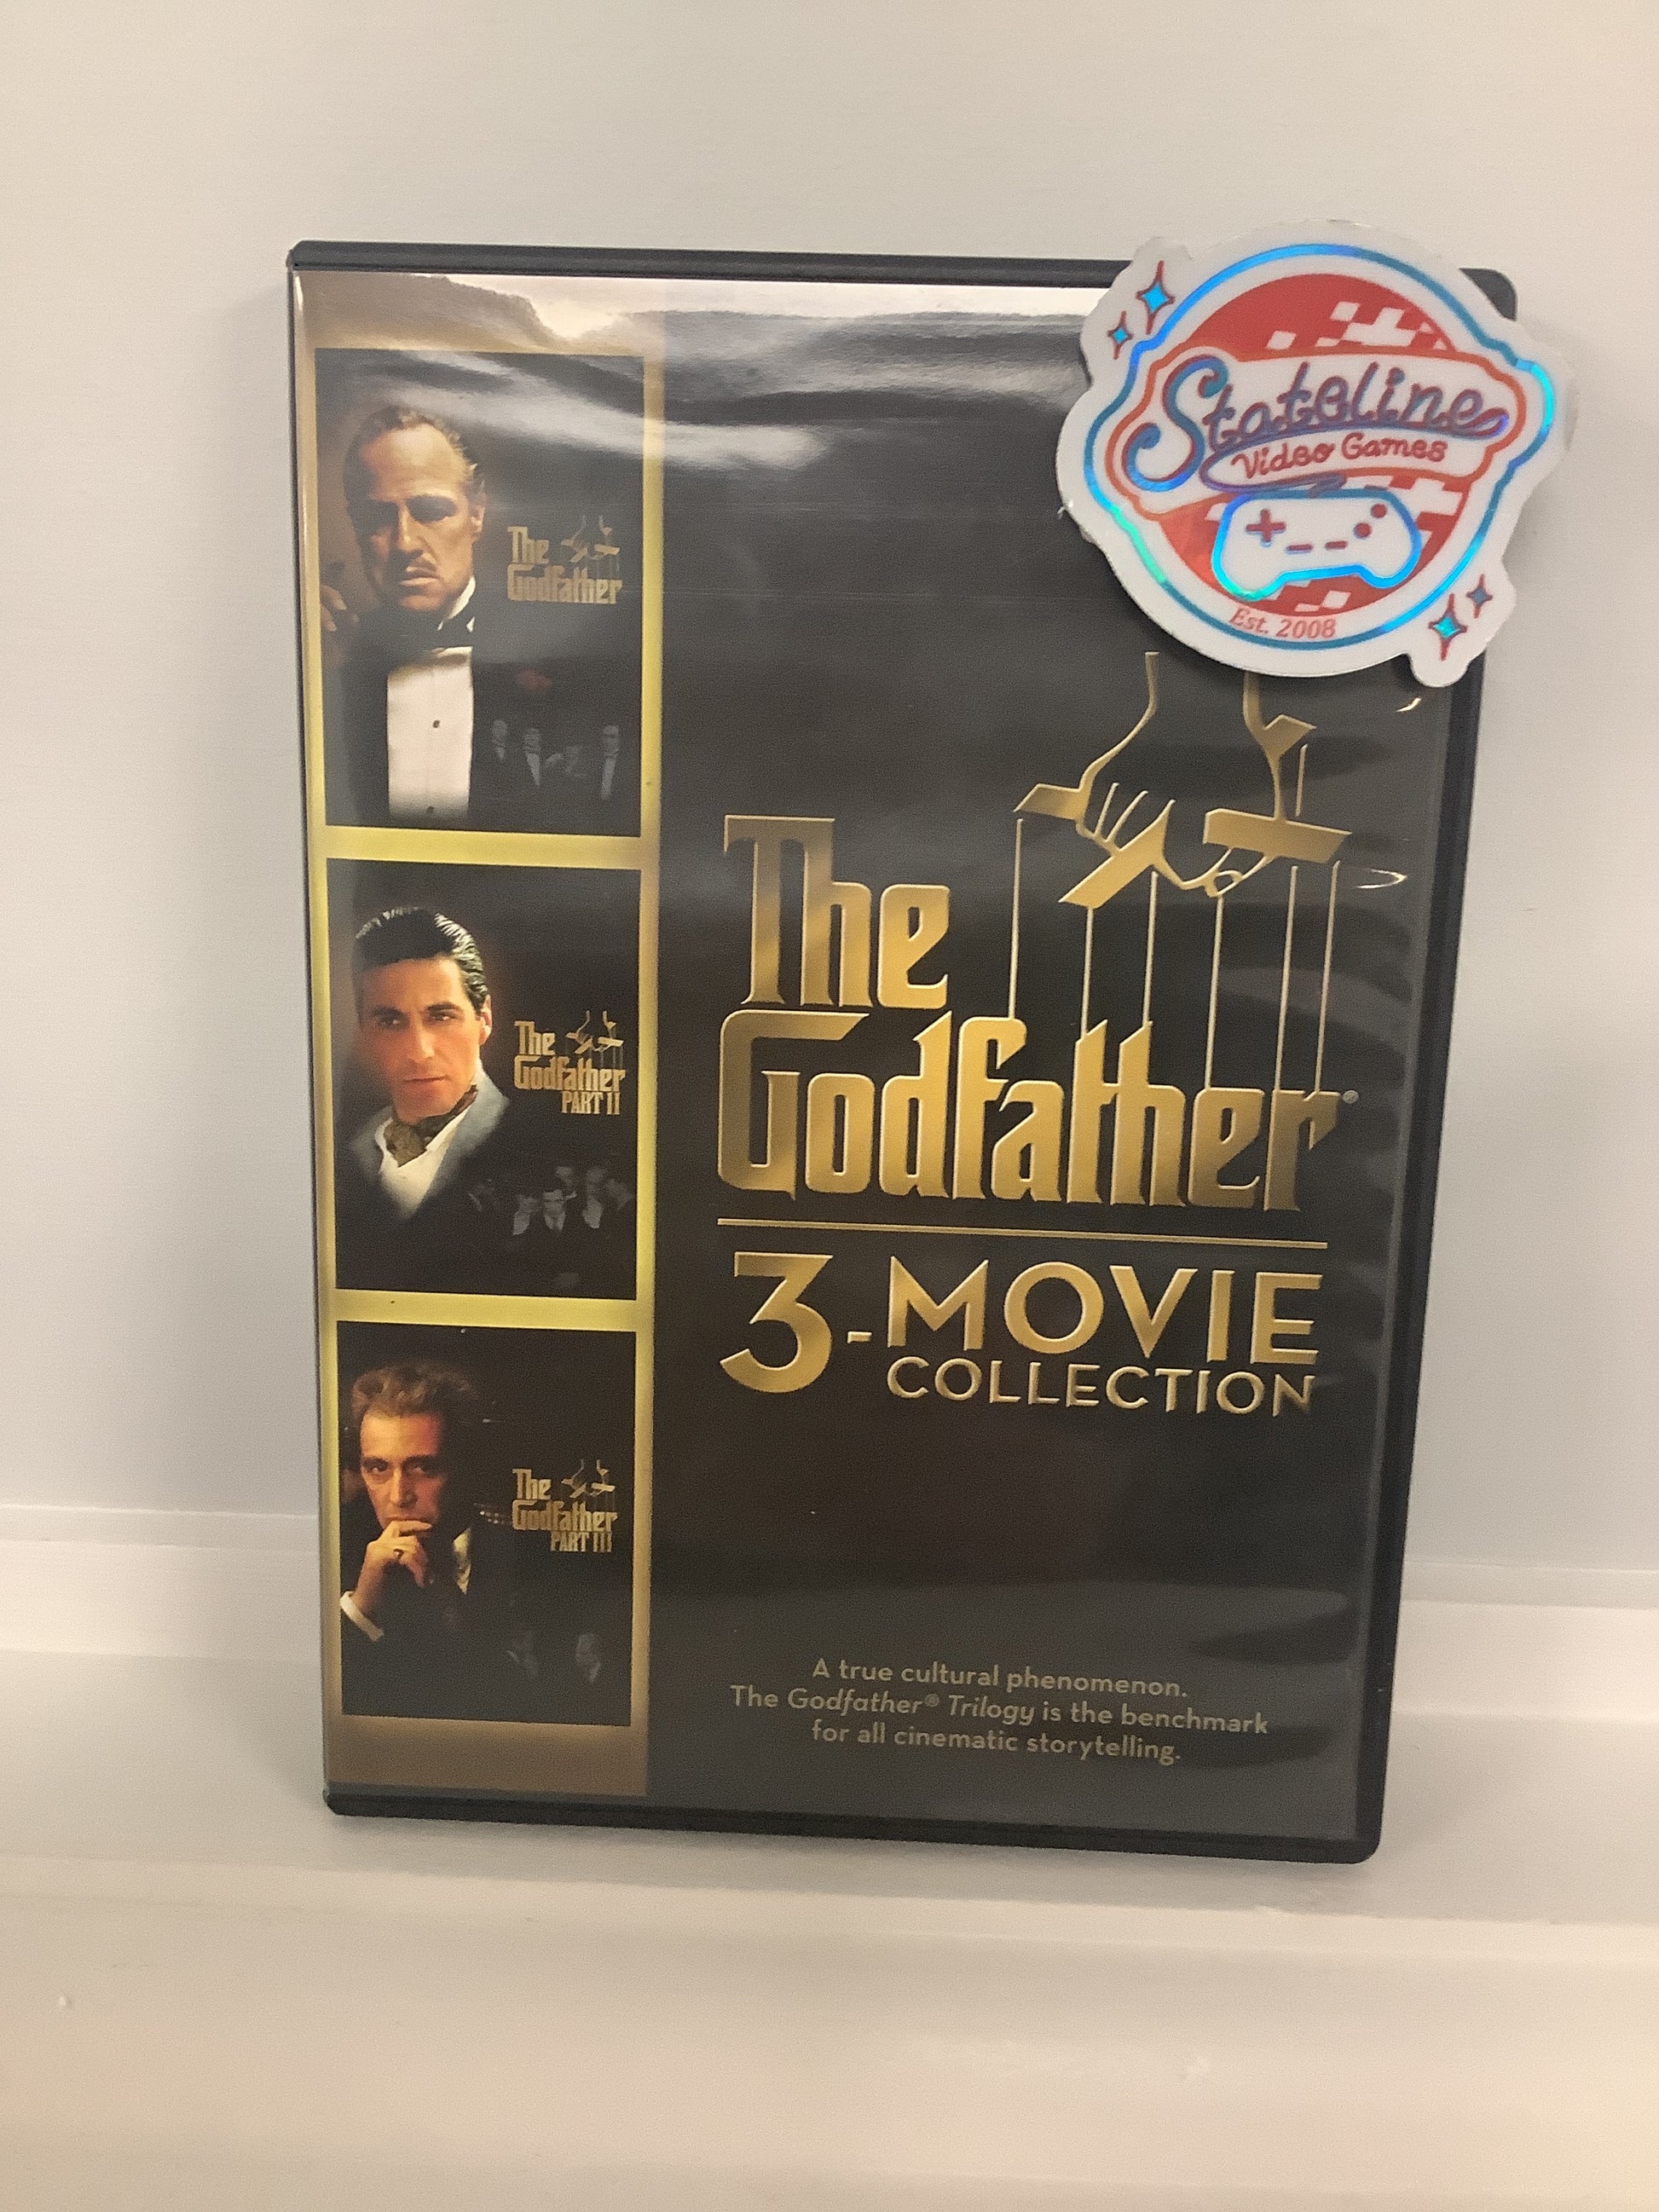 Stateline
Video Games
Est. 2008
The
Godfather
The
Godfather
PART II
The
Godfather
PART III
The
Godfather®
3-MOVIE
COLLECTION
A true cultural phenomenon.
The Godfather® Trilogy is the benchmark
for all cinematic storytelling.